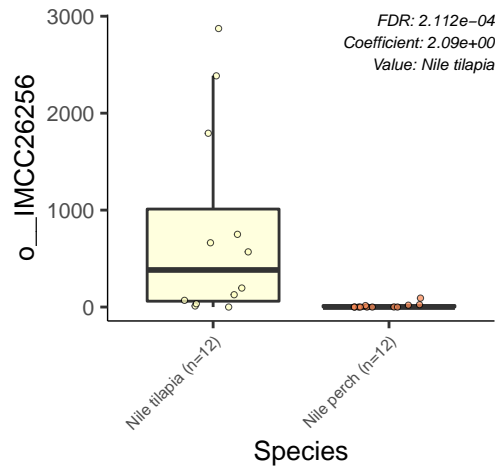 FDR: 2.112e−04
Coefficient: 2.09e+00
Value: Nile tilapia
3000
2000
1000
0
o__IMCC26256
Nile tilapia (n=12)
Nile perch (n=12)
Species